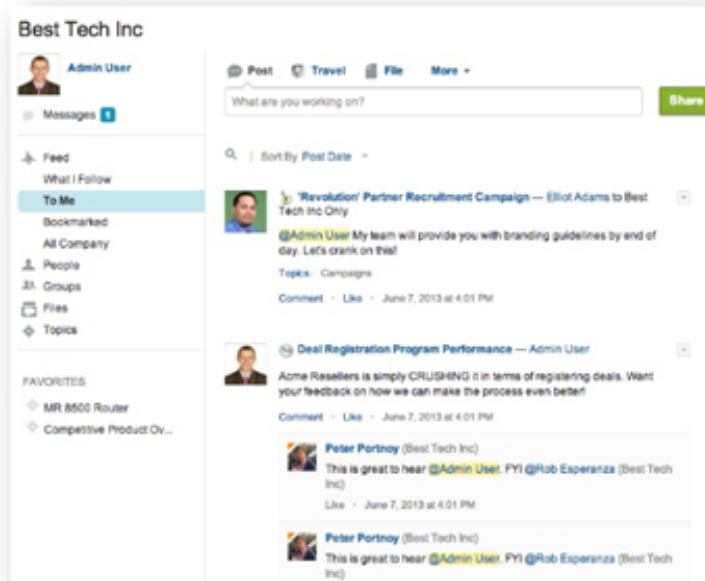 Best Tech Inc
Admin User
Messages 1
Feed
What I Follow
To Me
Bookmarked
All Company
People
Groups
Files
Topics
FAVORITES
MR 8500 Router
Competitive Product Ov...
Post Travel File More
What are you working on?
Share
Sort By Post Date
'Revolution' Partner Recruitment Campaign — Elliot Adams to Best
Tech Inc Only
@Admin User My team will provide you with branding guidelines by end of
day. Let's crank on this!
Topics: Campaigns
Comment · Like · June 7, 2013 at 4:01 PM
Deal Registration Program Performance — Admin User
Acme Resellers is simply CRUSHING it in terms of registering deals. Want
your feedback on how we can make the process even better!
Comment · Like · June 7, 2013 at 4:01 PM
Peter Portnoy (Best Tech Inc)
This is great to hear @Admin User. FYI @Rob Esperanza (Best Tech
Inc)
Like · June 7, 2013 at 4:01 PM
Peter Portnoy (Best Tech Inc)
This is great to hear @Admin User. FYI @Rob Esperanza (Best Tech
Inc)